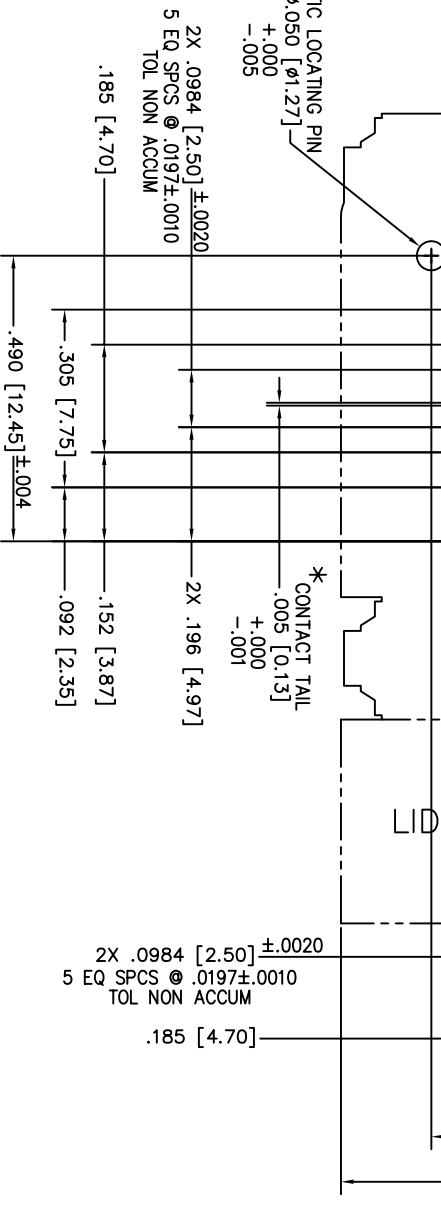 IC LOCATING PIN
.050 [ø1.27]
+.000
-.005
2X .0984 [2.50] ±.0020
5 EQ SPCS @ .0197±.0010
TOL NON ACCUM
.185 [4.70]
.490 [12.45]±.004
.305 [7.75]
.092 [2.35]
.152 [3.87]
2X .196 [4.97]
* CONTACT TAIL
.005 [0.13]
+.000
-.001
LID
2X .0984 [2.50] ±.0020
5 EQ SPCS @ .0197±.0010
TOL NON ACCUM
.185 [4.70]